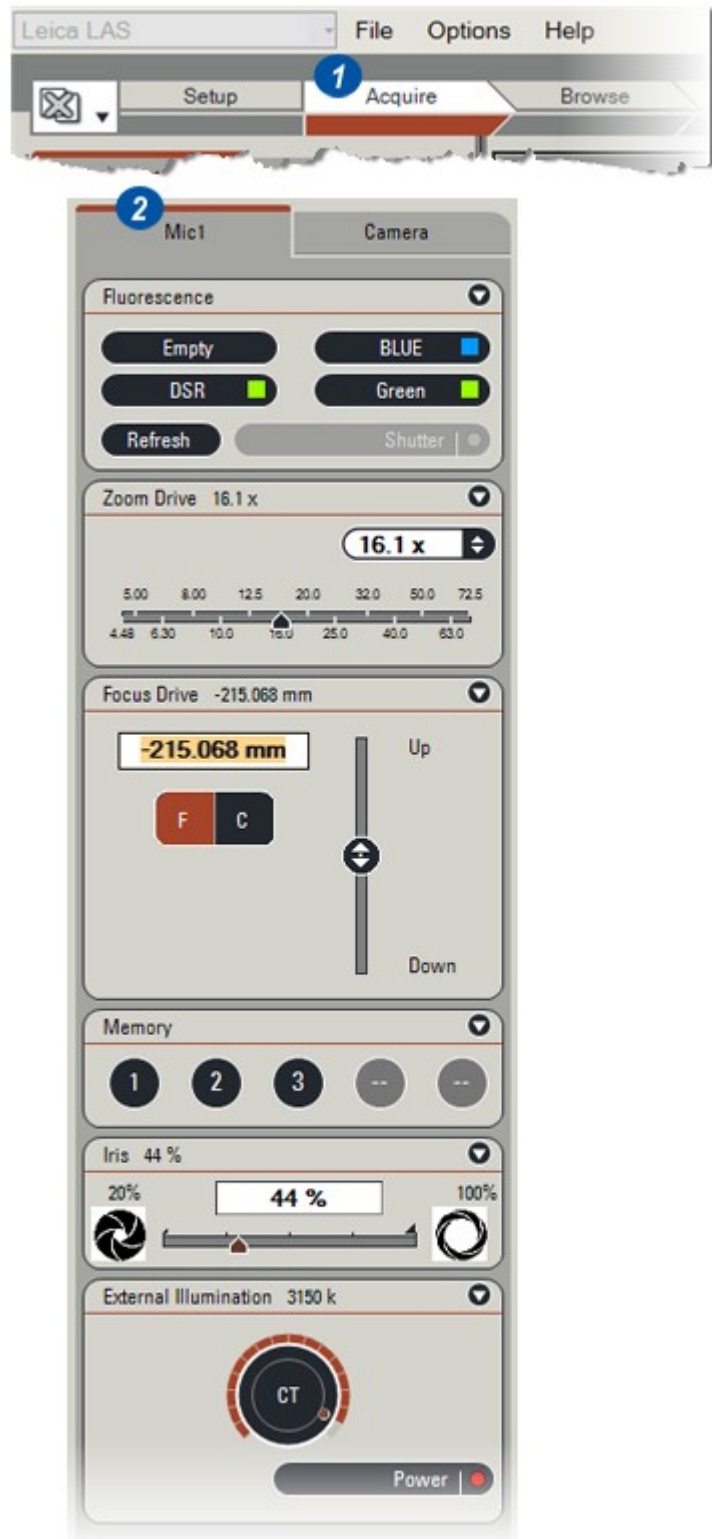 Leica LAS File Options Help
1
Setup Acquire Browse
2
Mic1 Camera
Fluorescence
Empty BLUE
DSR Green
Refresh Shutter
Zoom Drive 16.1 x
16.1 x
5.00 8.00 12.5 20.0 32.0 50.0 72.5
4.48 6.30 10.0 16.0 25.0 40.0 63.0
Focus Drive -215.068 mm
-215.068 mm Up
F C
Down
Memory
1 2 3 -- --
Iris 44 %
20% 44 % 100%
External Illumination 3150 k
CT
Power